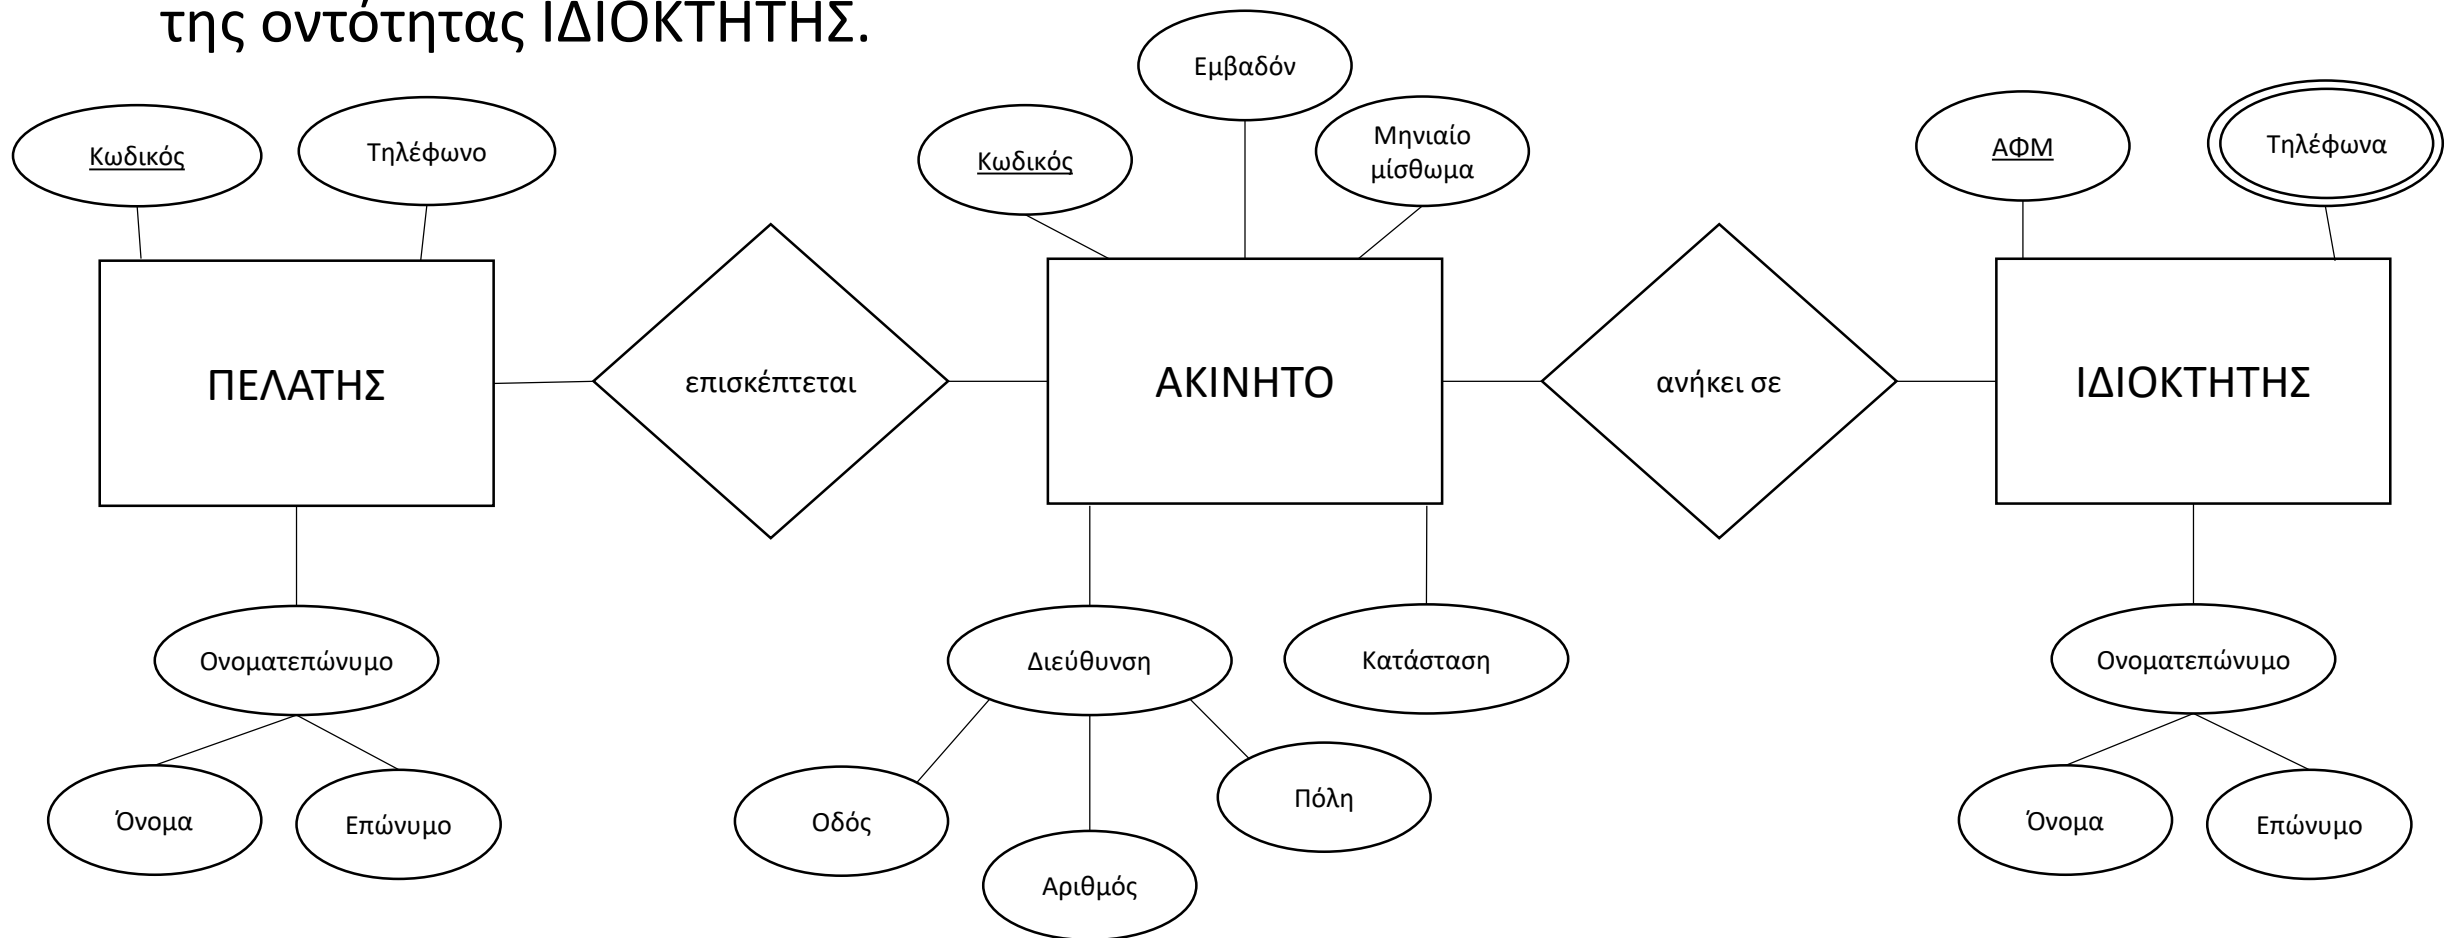 της οντότητας ΙΔΙΟΚΤΗΤΗΣ.
Εμβαδόν
Κωδικός
Τηλέφωνο
Κωδικός
Μηνιαίο
μίσθωμα
ΑΦΜ
Τηλέφωνα
ΠΕΛΑΤΗΣ
επισκέπτεται
ΑΚΙΝΗΤΟ
ανήκει σε
ΙΔΙΟΚΤΗΤΗΣ
Ονοματεπώνυμο
Διεύθυνση
Κατάσταση
Ονοματεπώνυμο
Όνομα
Επώνυμο
Οδός
Αριθμός
Πόλη
Όνομα
Επώνυμο